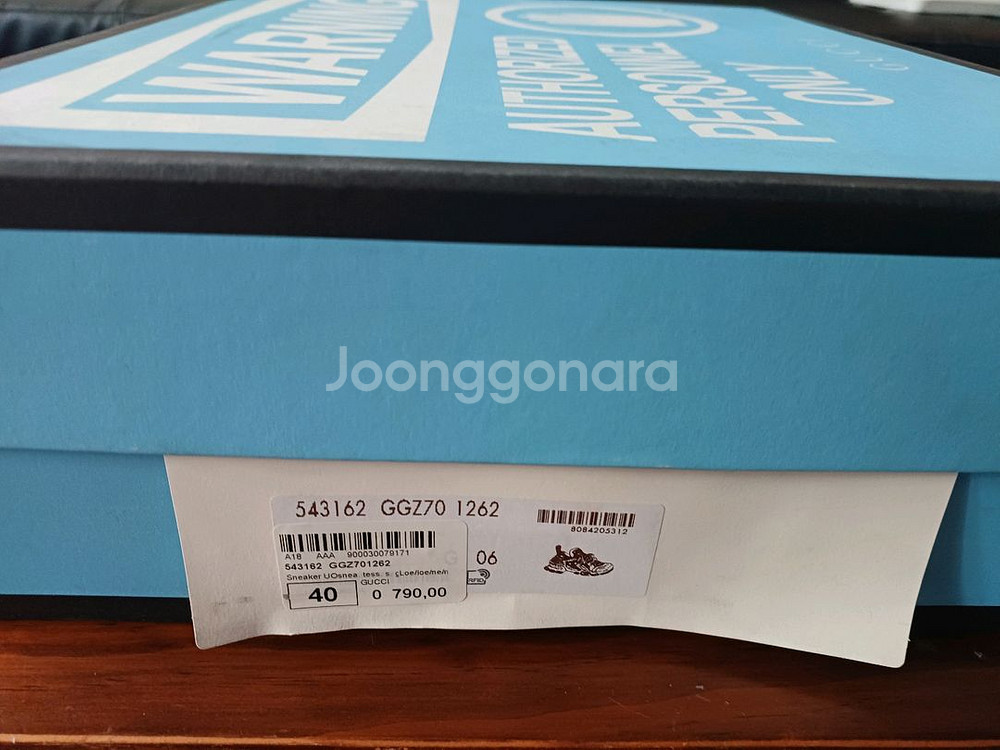 WARNING
AUTHORIZED
PERSONNEL
ONLY
GUCCI
Joonggonara
543162 GGZ70 1262
8084205312
G 06
A18 AAA 900030079171
543162 GGZ701262
Sneaker UOsnea tess. s
GUCCI
40 0 790,00